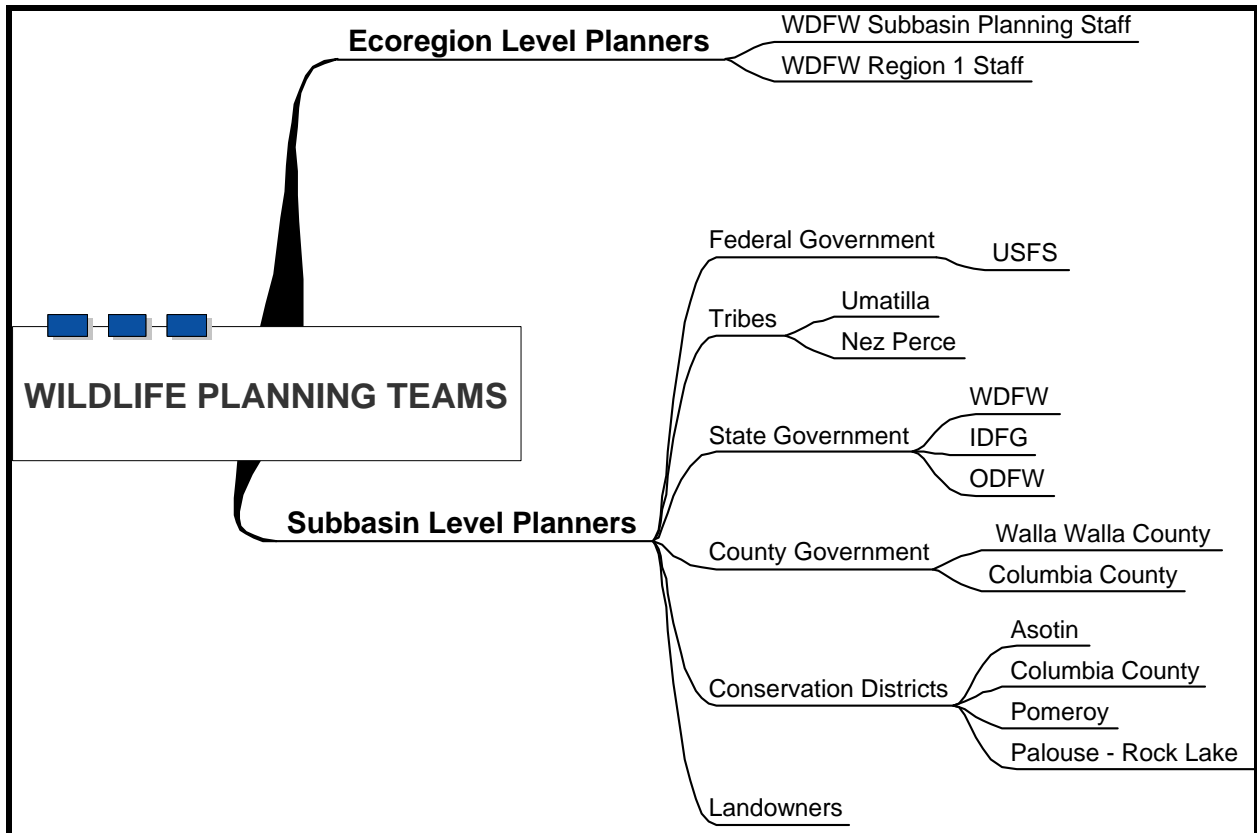 WILDLIFE PLANNING TEAMS
Ecoregion Level Planners
WDFW Subbasin Planning Staff
WDFW Region 1 Staff
Subbasin Level Planners
Federal Government
USFS
Tribes
Umatilla
Nez Perce
State Government
WDFW
IDFG
ODFW
County Government
Walla Walla County
Columbia County
Conservation Districts
Asotin
Columbia County
Pomeroy
Palouse - Rock Lake
Landowners